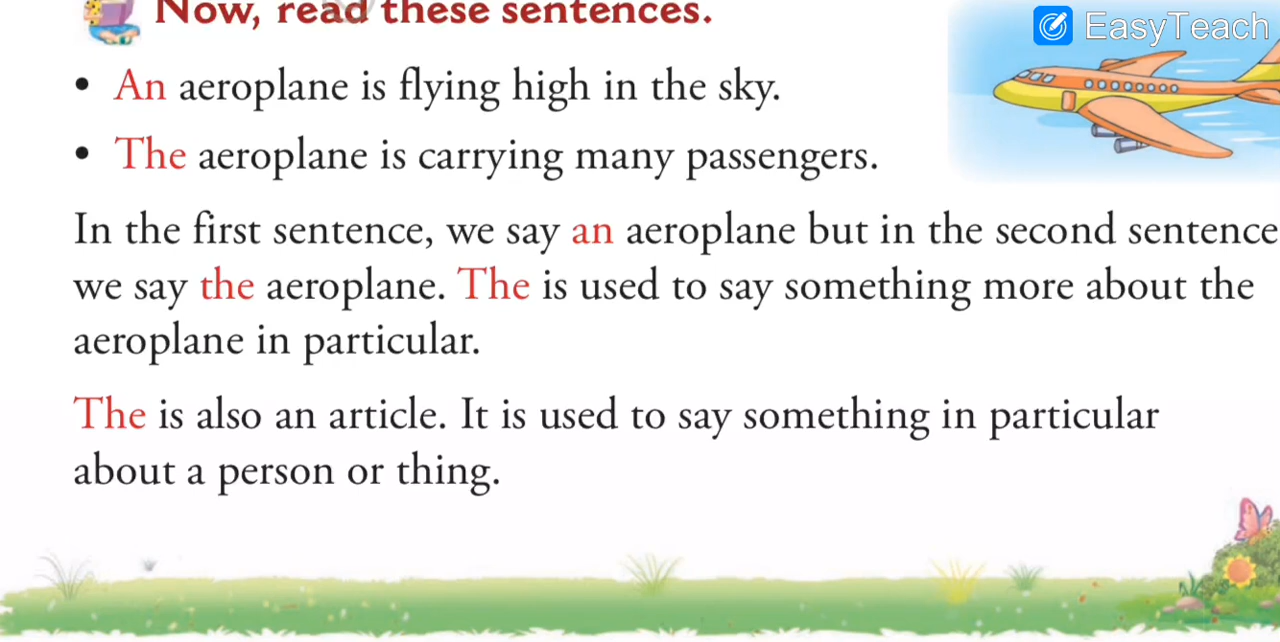 Now, read these sentences.
EasyTeach
• An aeroplane is flying high in the sky.
• The aeroplane is carrying many passengers.
In the first sentence, we say an aeroplane but in the second sentence
we say the aeroplane. The is used to say something more about the
aeroplane in particular.
The is also an article. It is used to say something in particular
about a person or thing.